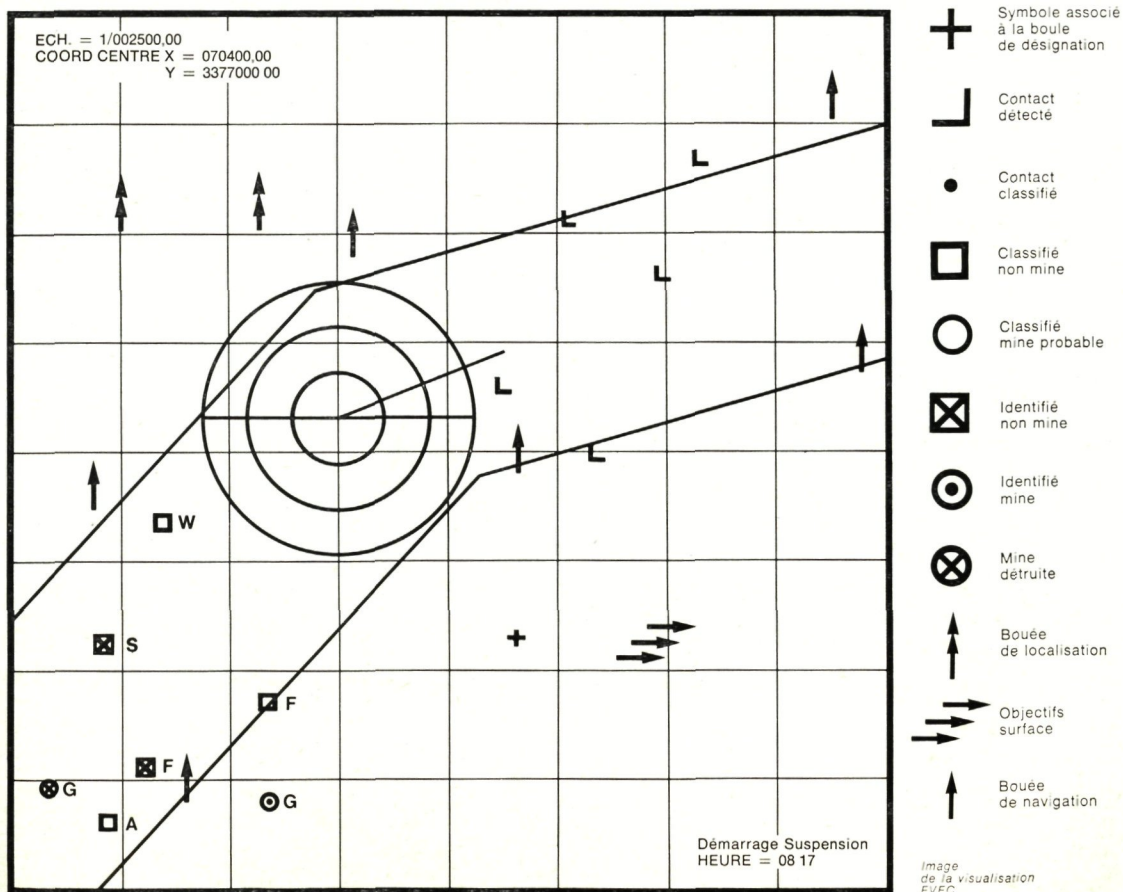 ECH. = 1/002500,00
COORD CENTRE X = 070400,00
Y = 3377000 00
W
S
F
F
G
G
A
Démarrage Suspension
HEURE = 08 17
Symbole associé
à la boule
de désignation
Contact
détecté
Contact
classifié
Classifié
non mine
Classifié
mine probable
Identifié
non mine
Identifié
mine
Mine
détruite
Bouée
de localisation
Objectifs
surface
Bouée
de navigation
Image
de la visualisation
EVEC